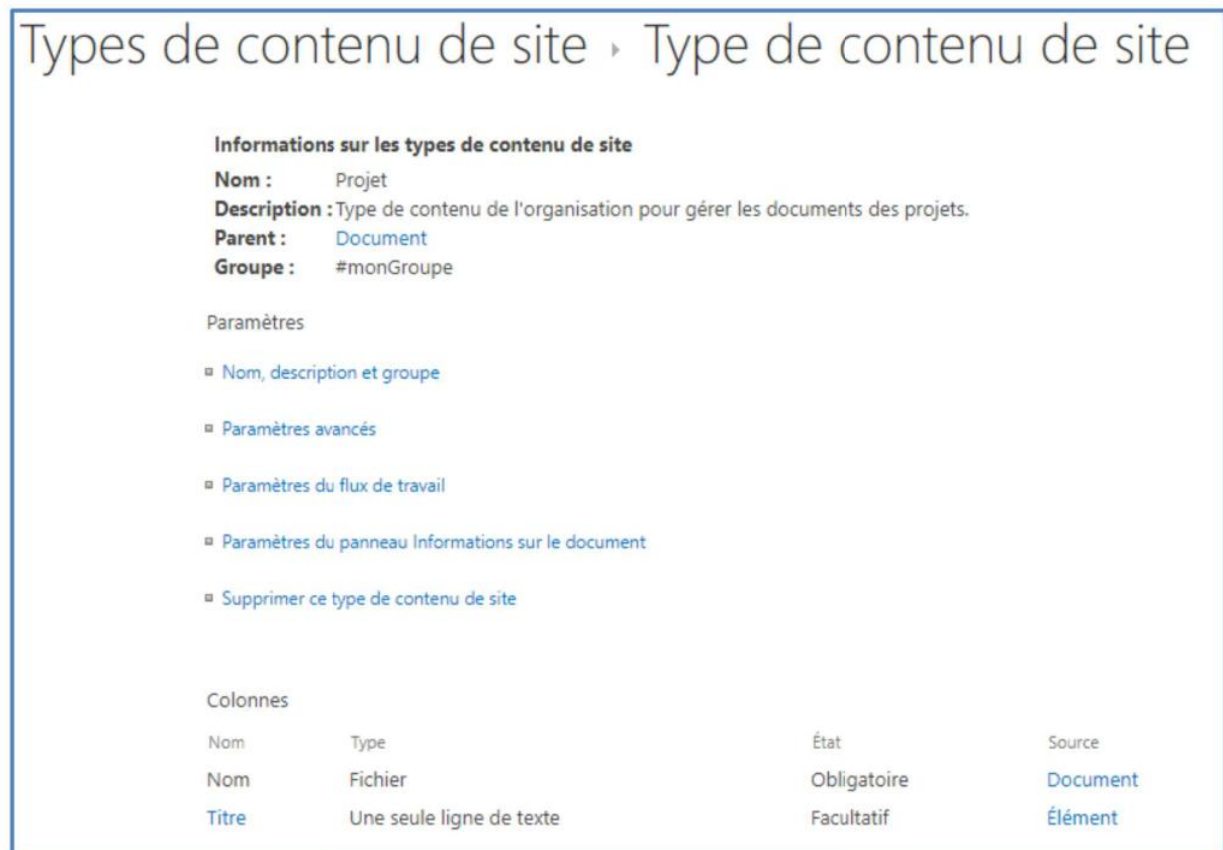 Types de contenu de site ▸ Type de contenu de site
Informations sur les types de contenu de site
Nom : Projet
Description : Type de contenu de l'organisation pour gérer les documents des projets.
Parent : Document
Groupe : #monGroupe
Paramètres
Nom, description et groupe
Paramètres avancés
Paramètres du flux de travail
Paramètres du panneau Informations sur le document
Supprimer ce type de contenu de site
Colonnes
Nom Type État Source
Nom Fichier Obligatoire Document
Titre Une seule ligne de texte Facultatif Élément